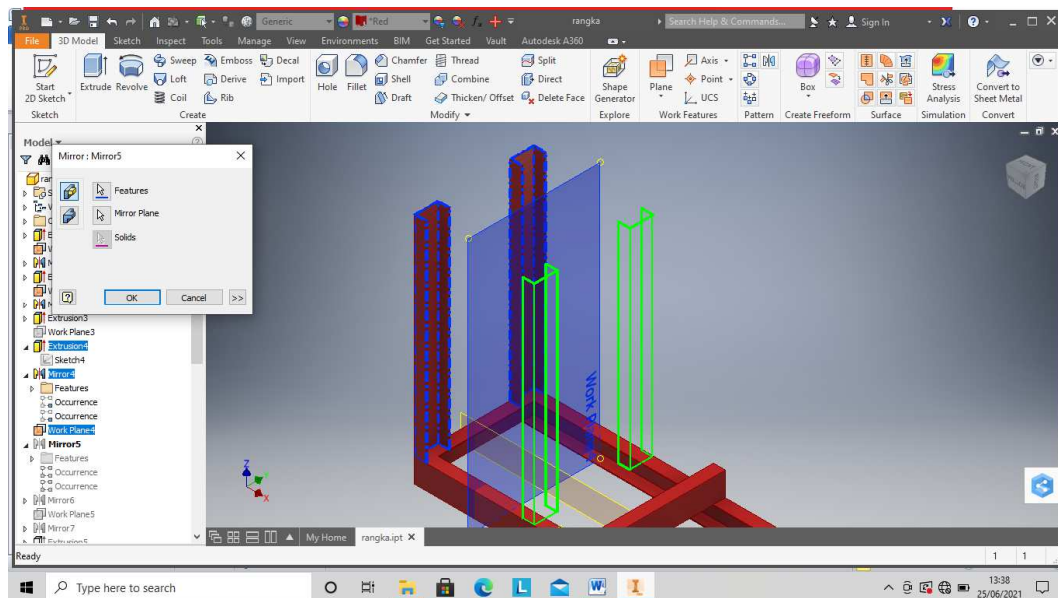 Generic
*Red
rangka
Search Help & Commands...
Sign In
File 3D Model Sketch Inspect Tools Manage View Environments BIM Get Started Vault Autodesk A360
Start
2D Sketch
Extrude Revolve
Sweep Emboss Decal
Loft Derive Import
Coil Rib
Hole Fillet
Chamfer Thread Split
Shell Combine Direct
Draft Thicken/ Offset Delete Face
Shape
Generator
Plane
Axis
Point
UCS
Box
Stress
Analysis
Convert to
Sheet Metal
Sketch Create Modify Explore Work Features Pattern Create Freeform Surface Simulation Convert
Model
Mirror : Mirror5
Features
Mirror Plane
Solids
OK Cancel >>
Extrusion3
Work Plane3
Extrusion4
Sketch4
Mirror4
Features
Occurrence
Occurrence
Work Plane4
Mirror5
Features
Occurrence
Occurrence
Mirror6
Work Plane5
Mirror7
Extrusion5
Z
Y
X
My Home rangka.ipt
Ready
1 1
Type here to search
13:38
25/06/2021